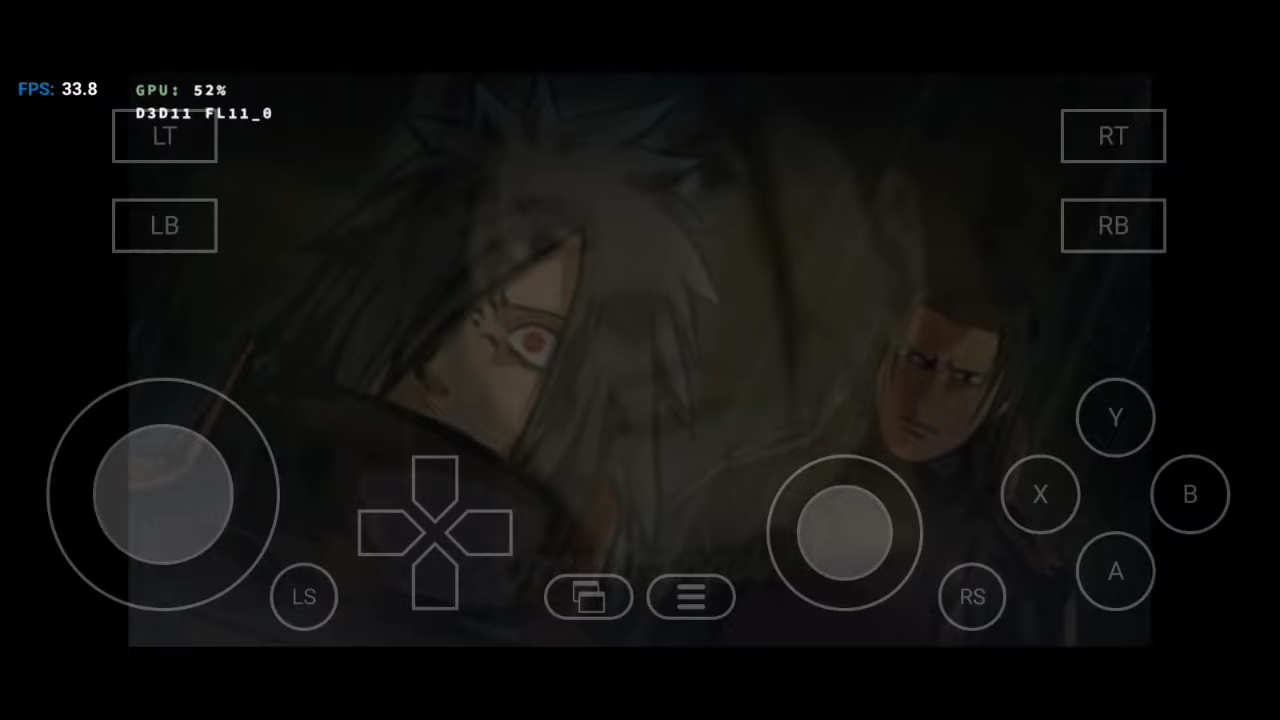 FPS: 33.8
GPU: 52%
D3D11 FL11_0
LT
RT
LB
RB
Y
X
B
A
LS
RS